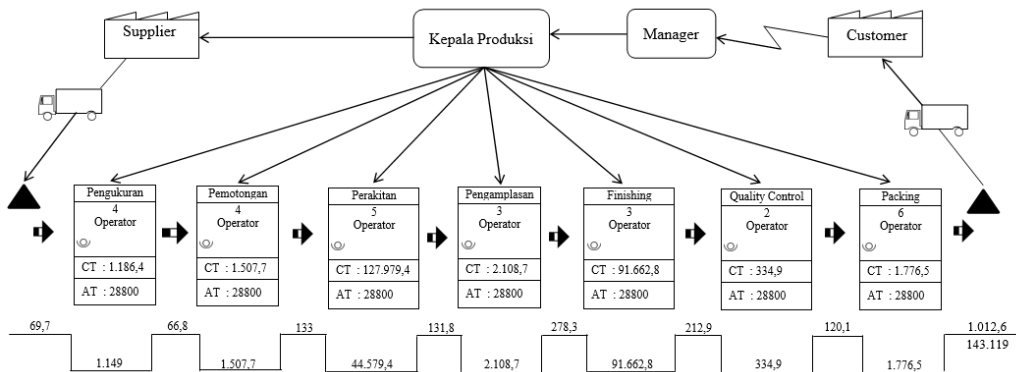 Supplier
Kepala Produksi
Manager
Customer
Pengukuran
4
Operator
CT : 1.186,4
AT : 28800
Pemotongan
4
Operator
CT : 1.507,7
AT : 28800
Perakitan
5
Operator
CT : 127.979,4
AT : 28800
Pengamplasan
3
Operator
CT : 2.108,7
AT : 28800
Finishing
3
Operator
CT : 91.662,8
AT : 28800
Quality Control
2
Operator
CT : 334,9
AT : 28800
Packing
6
Operator
CT : 1.776,5
AT : 28800
69,7
66,8
133
131,8
278,3
212,9
120,1
1.012,6
143.119
1.149
1.507,7
44.579,4
2.108,7
91.662,8
334,9
1.776,5